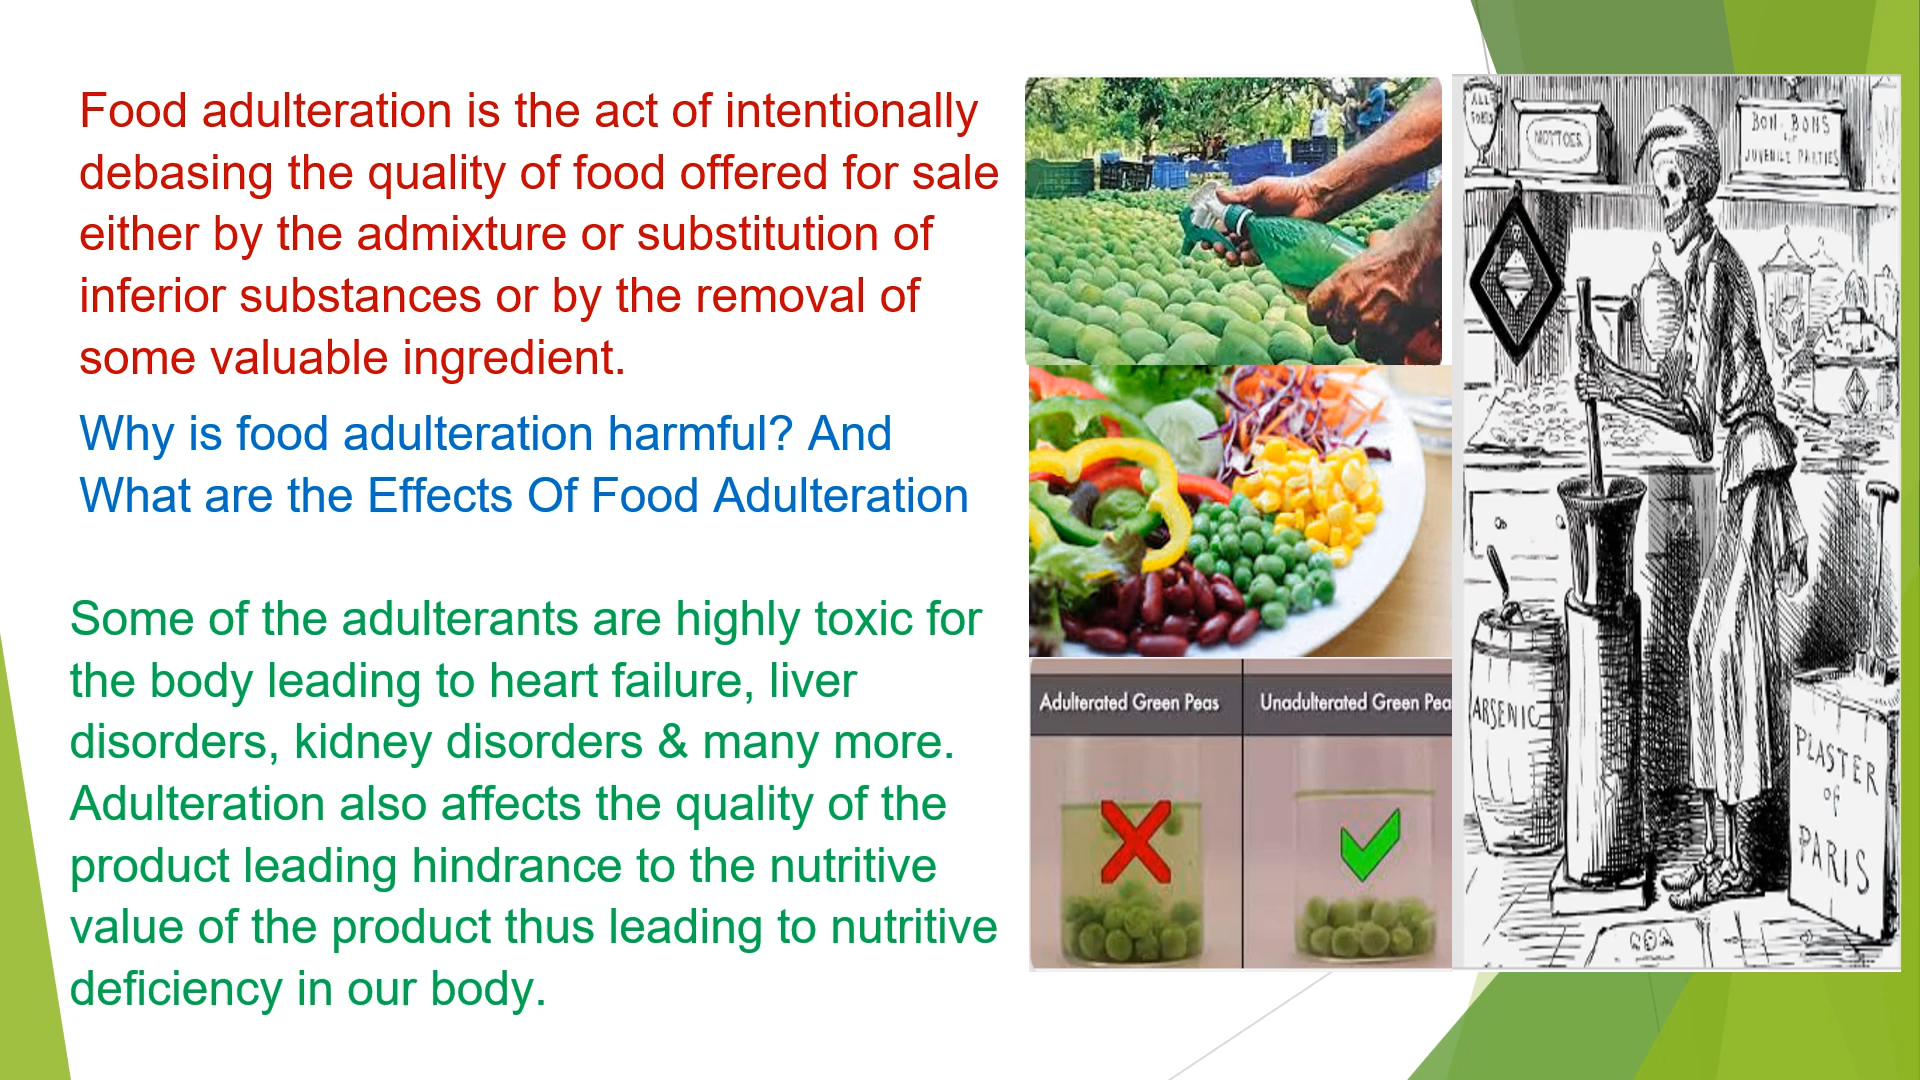 Food adulteration is the act of intentionally
debasing the quality of food offered for sale
either by the admixture or substitution of
inferior substances or by the removal of
some valuable ingredient.
Why is food adulteration harmful? And
What are the Effects Of Food Adulteration
Some of the adulterants are highly toxic for
the body leading to heart failure, liver
disorders, kidney disorders & many more.
Adulteration also affects the quality of the
product leading hindrance to the nutritive
value of the product thus leading to nutritive
deficiency in our body.
Adulterated Green Peas
Unadulterated Green Pea
ALL
MOTTOES
BON BONS
JUVENILE PARTIES
ARSENIC
PLASTER
of
PARIS